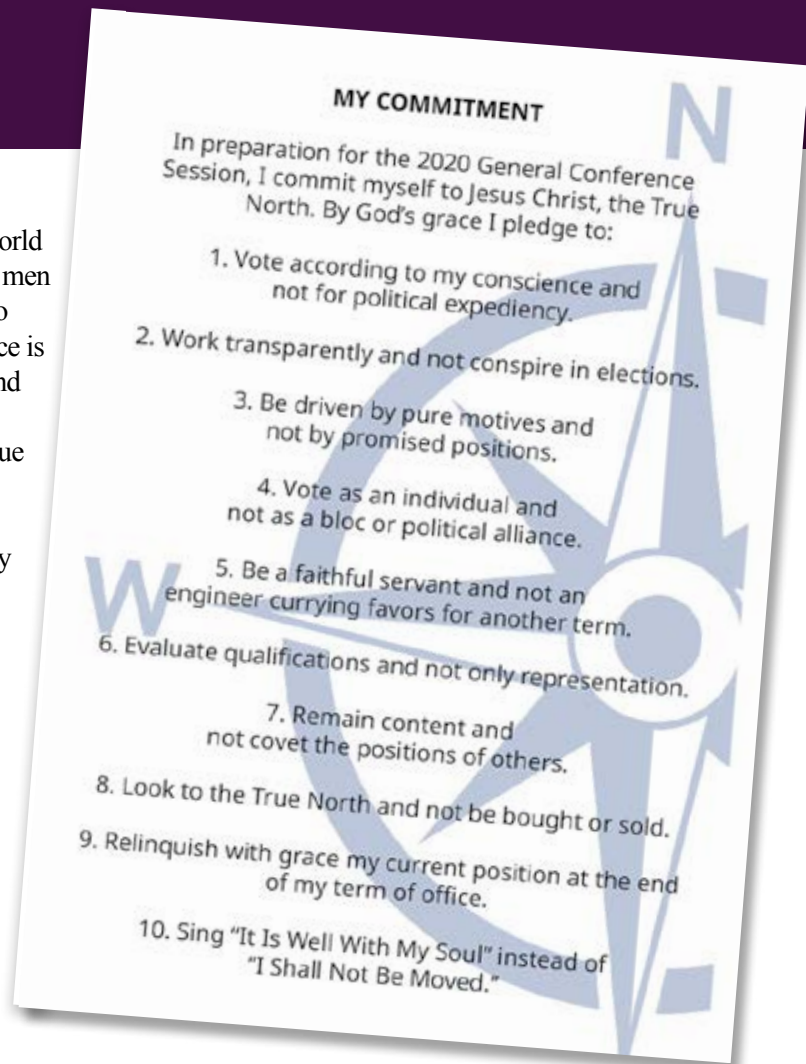 orld
men
o
ce is
nd
ue
y
N
MY COMMITMENT
In preparation for the 2020 General Conference
Session, I commit myself to Jesus Christ, the True
North. By God's grace I pledge to:
1. Vote according to my conscience and
not for political expediency.
2. Work transparently and not conspire in elections.
3. Be driven by pure motives and
not by promised positions.
4. Vote as an individual and
not as a bloc or political alliance.
W
5. Be a faithful servant and not an
engineer currying favors for another term.
6. Evaluate qualifications and not only representation.
7. Remain content and
not covet the positions of others.
8. Look to the True North and not be bought or sold.
9. Relinquish with grace my current position at the end
of my term of office.
10. Sing “It Is Well With My Soul” instead of
“I Shall Not Be Moved.”